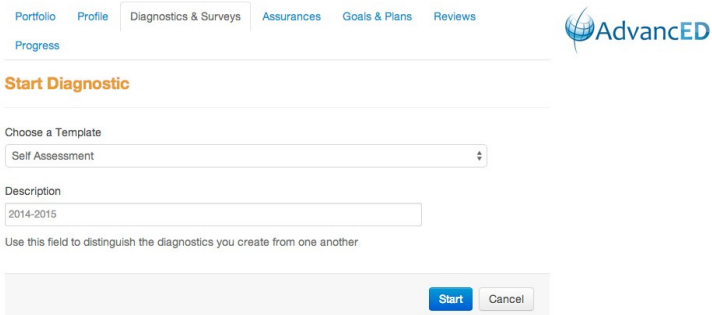 Portfolio Profile Diagnostics & Surveys Assurances Goals & Plans Reviews
Progress
AdvancED
Start Diagnostic
Choose a Template
Self Assessment
Description
2014-2015
Use this field to distinguish the diagnostics you create from one another
Start Cancel